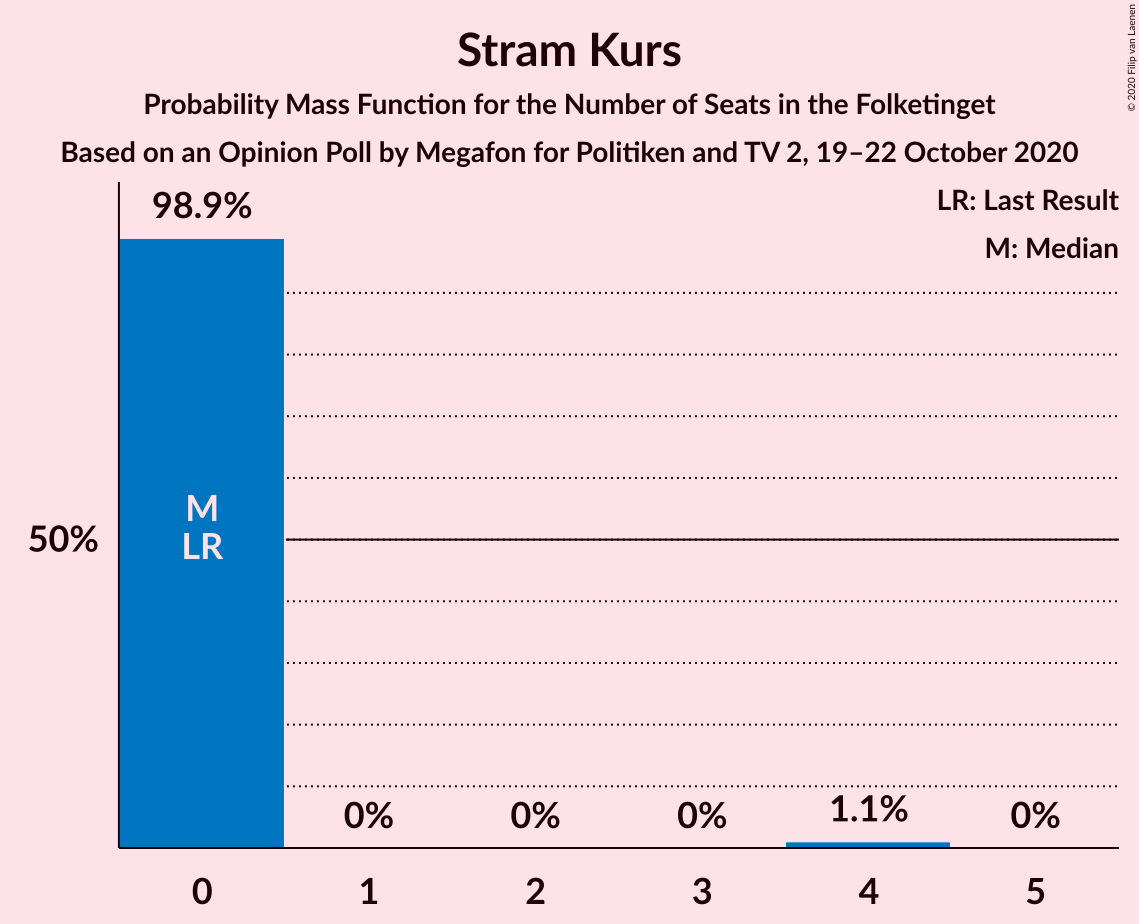 Stram Kurs
Probability Mass Function for the Number of Seats in the Folketinget
Based on an Opinion Poll by Megafon for Politiken and TV 2, 19–22 October 2020
© 2020 Filip van Laenen
LR: Last Result
M: Median
98.9%
M
LR
50%
0% 0% 0% 1.1% 0%
0 1 2 3 4 5